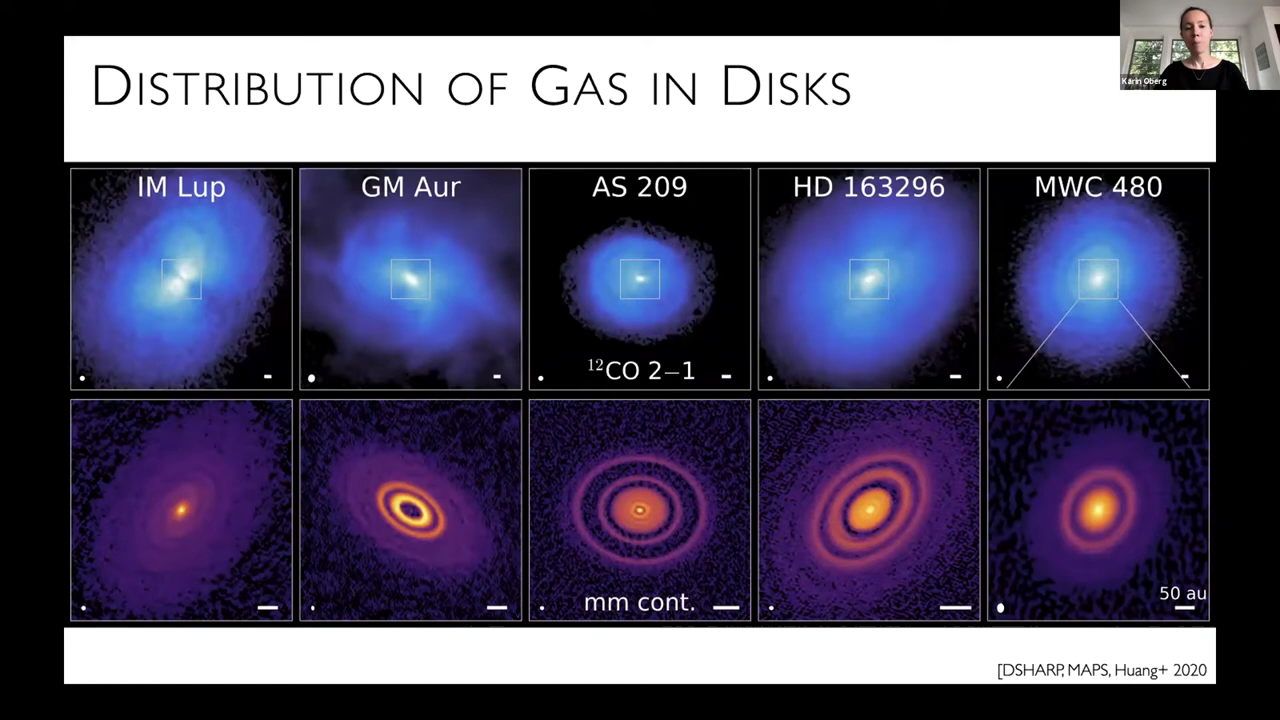 DISTRIBUTION OF GAS IN DISKS
Karin Oberg
IM Lup
GM Aur
AS 209
HD 163296
MWC 480
¹²CO 2−1
mm cont.
50 au
[DSHARP, MAPS, Huang+ 2020